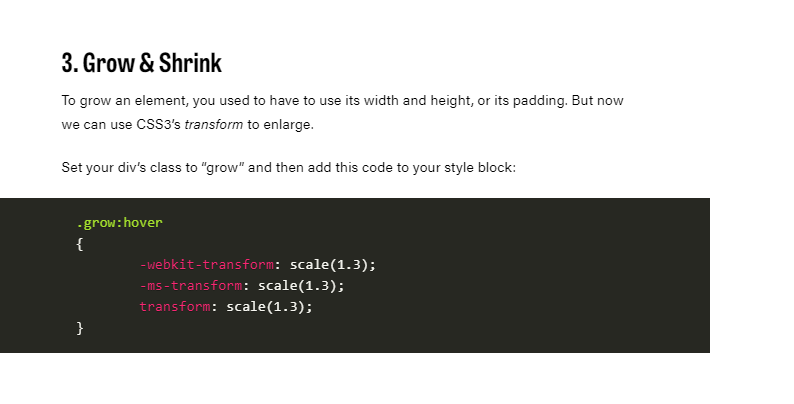 3. Grow & Shrink
To grow an element, you used to have to use its width and height, or its padding. But now
we can use CSS3’s transform to enlarge.
Set your div’s class to “grow” and then add this code to your style block:
.grow:hover
{
-webkit-transform: scale(1.3);
-ms-transform: scale(1.3);
transform: scale(1.3);
}